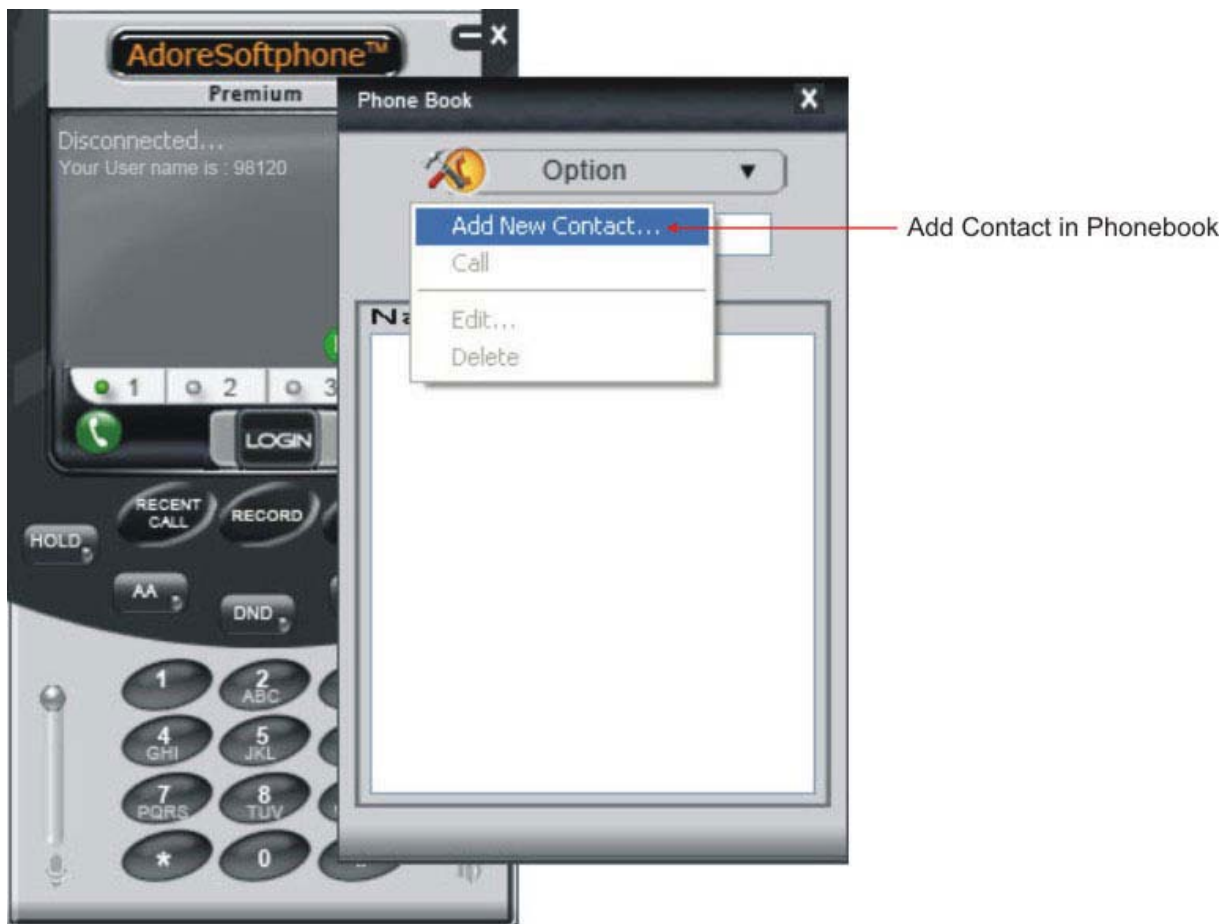 AdoreSoftphone™
Premium
Disconnected...
Your User name is : 98120
1 2 3
LOGIN
RECENT CALL
RECORD
HOLD
AA
DND
1
2 ABC
4 GHI
5 JKL
7 PQRS
8 TUV
*
0
Phone Book
X
Option
Add New Contact...
Call
Edit...
Delete
Add Contact in Phonebook